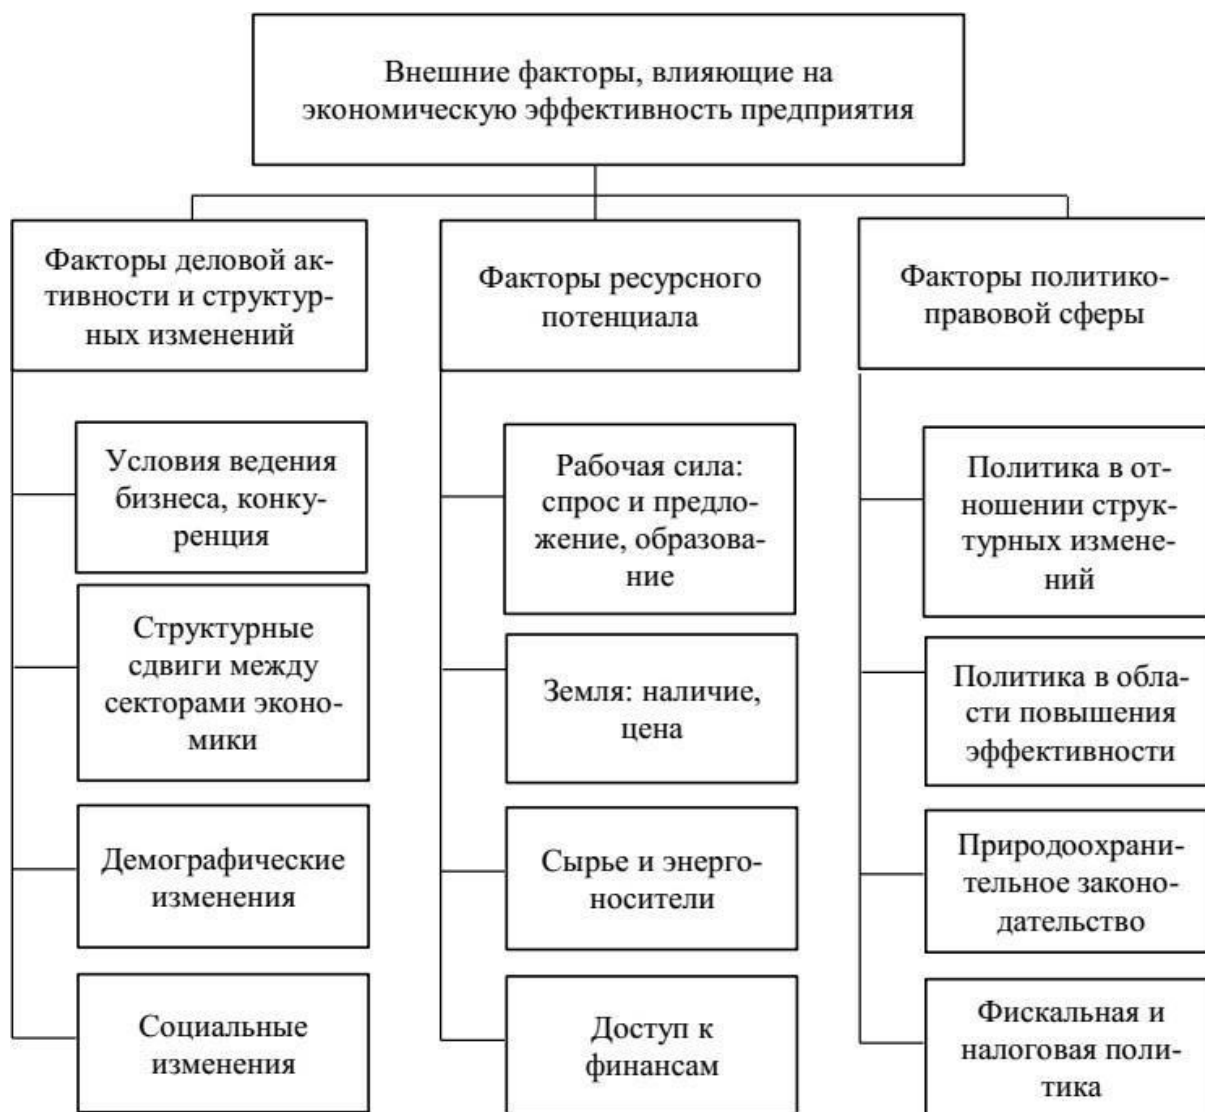 Внешние факторы, влияющие на
экономическую эффективность предприятия
Факторы деловой ак-
тивности и структур-
ных изменений
Условия ведения
бизнеса, конку-
ренция
Структурные
сдвиги между
секторами эконо-
мики
Демографические
изменения
Социальные
изменения
Факторы ресурсного
потенциала
Рабочая сила:
спрос и предло-
жение, образова-
ние
Земля: наличие,
цена
Сырье и энерго-
носители
Доступ к
финансам
Факторы политико-
правовой сферы
Политика в от-
ношении струк-
турных измене-
ний
Политика в обла-
сти повышения
эффективности
Природоохрани-
тельное законо-
дательство
Фискальная и
налоговая поли-
тика